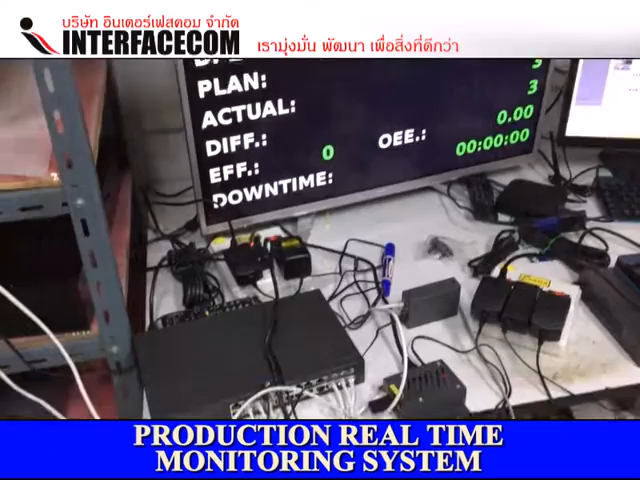 บริษัท อินเตอร์เฟสคอม จำกัด
INTERFACECOM
เรามุ่งมั่น พัฒนา เพื่อสิ่งที่ดีกว่า
3
PLAN:
3
ACTUAL:
0.00
DIFF.:
0
OEE.:
00:00:00
EFF.:
DOWNTIME:
PRODUCTION REAL TIME
MONITORING SYSTEM